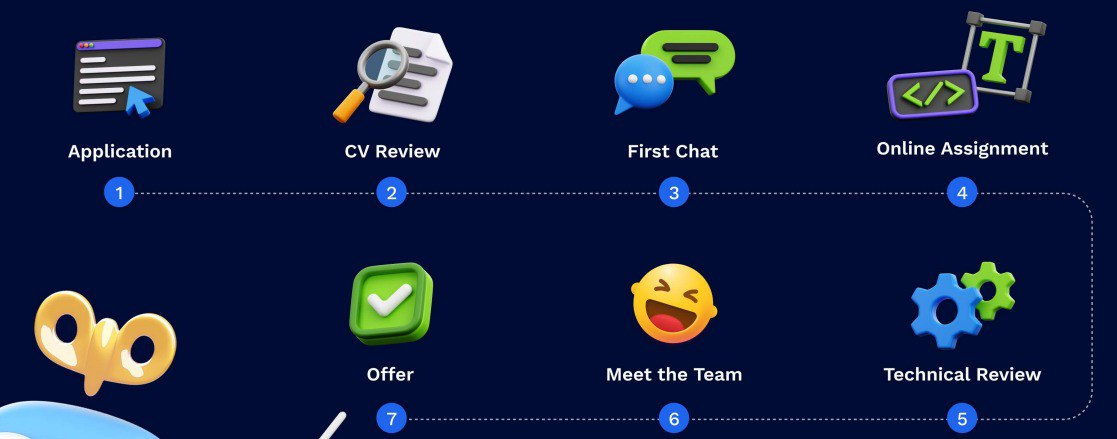 Application
CV Review
First Chat
T
</>
Online Assignment
1
2
3
4
Offer
Meet the Team
Technical Review
7
6
5